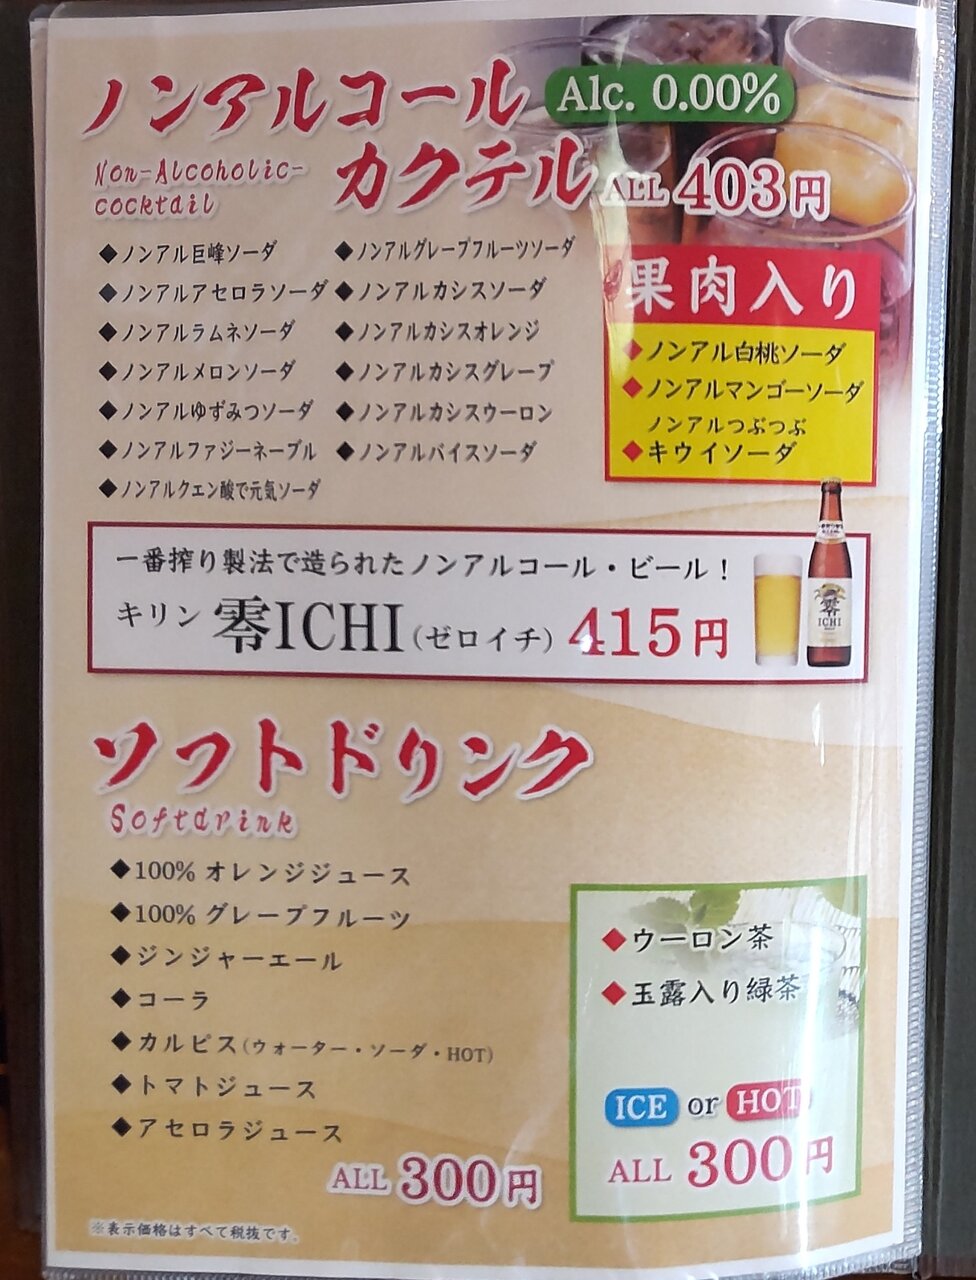 ノンアルコール
カクテル
Alc. 0.00%
Non-Alcoholic-
cocktail
ALL 403円
◆ノンアル巨峰ソーダ
◆ノンアルアセロラソーダ
◆ノンアルラムネソーダ
◆ノンアルメロンソーダ
◆ノンアルゆずみつソーダ
◆ノンアルファジーネーブル
◆ノンアルクエン酸で元気ソーダ
◆ノンアルグレープフルーツソーダ
◆ノンアルカシスソーダ
◆ノンアルカシスオレンジ
◆ノンアルカシスグレープ
◆ノンアルカシスウーロン
◆ノンアルバイスソーダ
果肉入り
◆ノンアル白桃ソーダ
◆ノンアルマンゴーソーダ
ノンアルつぶつぶ
◆キウイソーダ
一番搾り製法で造られたノンアルコール・ビール！
キリン 零ICHI(ゼロイチ) 415円
零
ICHI
ソフトドリンク
Softdrink
◆100% オレンジジュース
◆100% グレープフルーツ
◆ジンジャーエール
◆コーラ
◆カルピス(ウォーター・ソーダ・HOT)
◆トマトジュース
◆アセロラジュース
ALL 300円
◆ウーロン茶
◆玉露入り緑茶
ICE or HOT
ALL 300円
※表示価格はすべて税抜です。